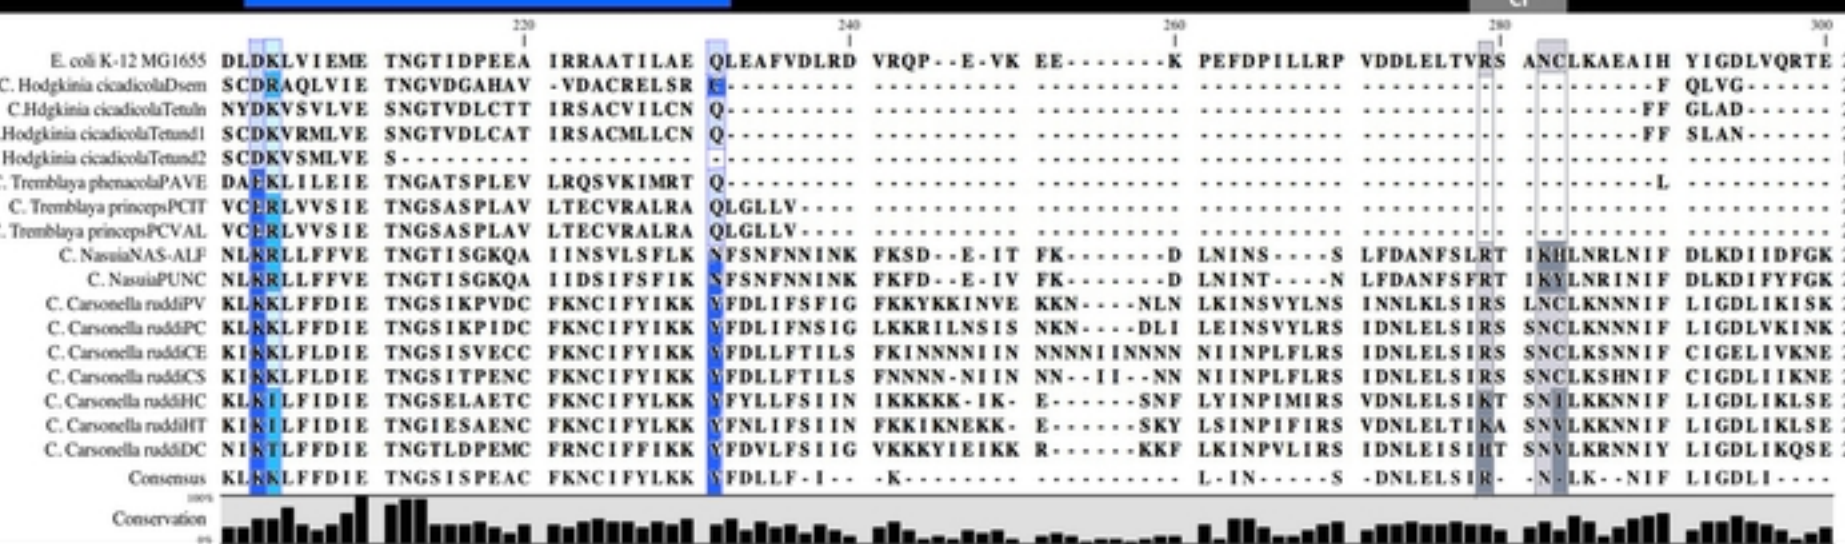 220 240 260 280 300
E. coli K-12 MG1655 DLDKLVIEME TNGTIDPEEA IRRAATILAE QLEAFVDLRD VRQP--E-VK EE-------K PEFDPILLRP VDDLELTVRS ANCLKAEAIH YIGDLVQRTE
C. Hodgkinia cicadicolaDsem SCDRAQLVIE TNGVDGAHAV -VDACRELSR E--------- ---------- ---------- ---------- ---------- ---------F QLVG------
C.Hdgkinia cicadicolaTetuln NYDKVSVLVE SNGTVDLCTT IRSACVILCN Q--------- ---------- ---------- ---------- ---------- --------FF GLAD------
Hodgkinia cicadicolaTetund1 SCDKVRMLVE SNGTVDLCAT IRSACMLLCN Q--------- ---------- ---------- ---------- ---------- --------FF SLAN------
Hodgkinia cicadicolaTetund2 SCDKVSMLVE S--------- ---------- ---------- ---------- ---------- ---------- ---------- ---------- ----------
C. Tremblaya phenacolaPAVE DAEKLILEIE TNGATSPLEV LRQSVKIMRT Q--------- ---------- ---------- ---------- ---------- ---------L ----------
C. Tremblaya princepsPCIT VCERLVVSIE TNGSASPLAV LTECVRALRA QLGLLV---- ---------- ---------- ---------- ---------- ---------- ----------
C. Tremblaya princepsPCVAL VCERLVVSIE TNGSASPLAV LTECVRALRA QLGLLV---- ---------- ---------- ---------- ---------- ---------- ----------
C. NasuiaNAS-ALF NLKRLLFFVE TNGTISGKQA IINSVLSFLK NFSNFNNINK FKSD--E-IT FK-------D LNINS----S LFDANFSLRT IKHLNRLNIF DLKDIIDFGK
C. NasuiaPUNC NLKRLLFFVE TNGTISGKQA IIDSIFSFIK NFSNFNNINK FKFD--E-IV FK-------D LNINT----N LFDANFSFRT IKYLNRINIF DLKDIFYFGK
C. Carsonella ruddiPV KLKKLFFDIE TNGSIKPVDC FKNCIFYIKK YFDLIFSFIG FKKYKKINVE KKN----NLN LKINSVYLNS INNLKLSIRS LNCLKNNNIF LIGDLIKISK
C. Carsonella ruddiPC KLKKLFFDIE TNGSIKPIDC FKNCIFYIKK YFDLIFNSIG LKKRILNSIS NKN----DLI LEINSVYLRS IDNLELSIRS SNCLKNNNIF LIGDLVKINK
C. Carsonella ruddiCE KIKKLFLDIE TNGSISVECC FKNCIFYIKK YFDLLFTILS FKINNNNIIN NNNNIINNNN NIINPLFLRS IDNLELSIRS SNCLKSNNIF CIGELIVKNE
C. Carsonella ruddiCS KIKKLFLDIE TNGSITPENC FKNCIFYIKK YFDLLFTILS FNNNN-NIIN NN--II--NN NIINPLFLRS IDNLELSIRS SNCLKSHNIF CIGDLIIKNE
C. Carsonella ruddiHC KLKILFIDIE TNGSELAETC FKNCIFYIKK YFYLLFSIIN IKKKKK-IK- E------SNF LYINPIMIRS VDNLELSIKT SNILKKNNIF LIGDLIKLSE
C. Carsonella ruddiHT KIKILFIDIE TNGIESAENC FKNCIFYIKK YFNLIFSIIN FKKIKNEKK- E------SKY LSINPIFIRS VDNLELTIKA SNVLKKNNIF LIGDLIKLSE
C. Carsonella ruddiDC NIKTLFFDIE TNGTLDPEMC FRNCIFFIKK YFDVLFSIIG VKKKYIEIKK R------KKF LKINPVLIRS IDNLEISIHT SNVLKRNNIY LIGDLIKQSE
Consensus KLKKLFFDIE TNGSISPEAC FKNCIFYLKK YFDLLF-I-- -K-------- ---------- L-IN-----S -DNLELSIR- -N-LK--NIF LIGDLI----
100%
Conservation
0%